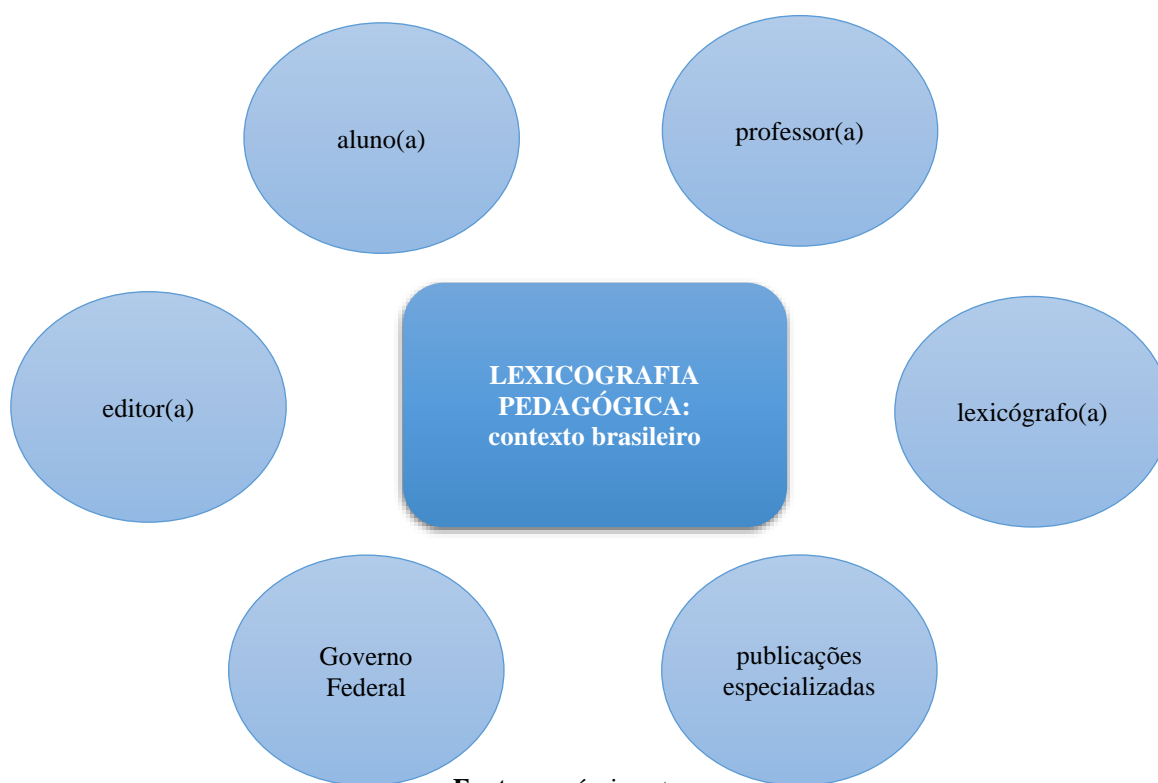 aluno(a)
professor(a)
LEXICOGRAFIA
PEDAGÓGICA:
contexto brasileiro
editor(a)
lexicógrafo(a)
Governo
Federal
publicações
especializadas